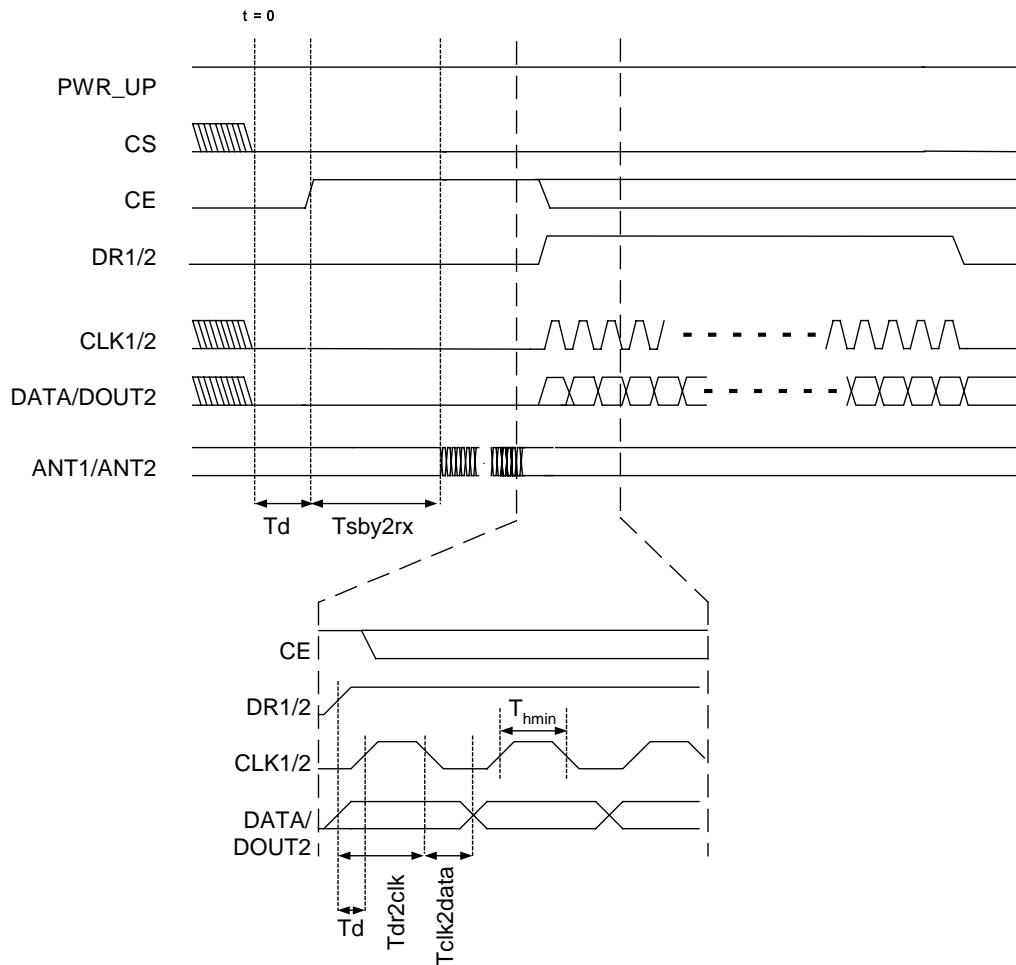 t = 0
PWR_UP
CS
CE
DR1/2
CLK1/2
DATA/DOUT2
ANT1/ANT2
Td
Tsby2rx
CE
DR1/2
Thmin
CLK1/2
DATA/
DOUT2
Td
Tdr2clk
Tclk2data